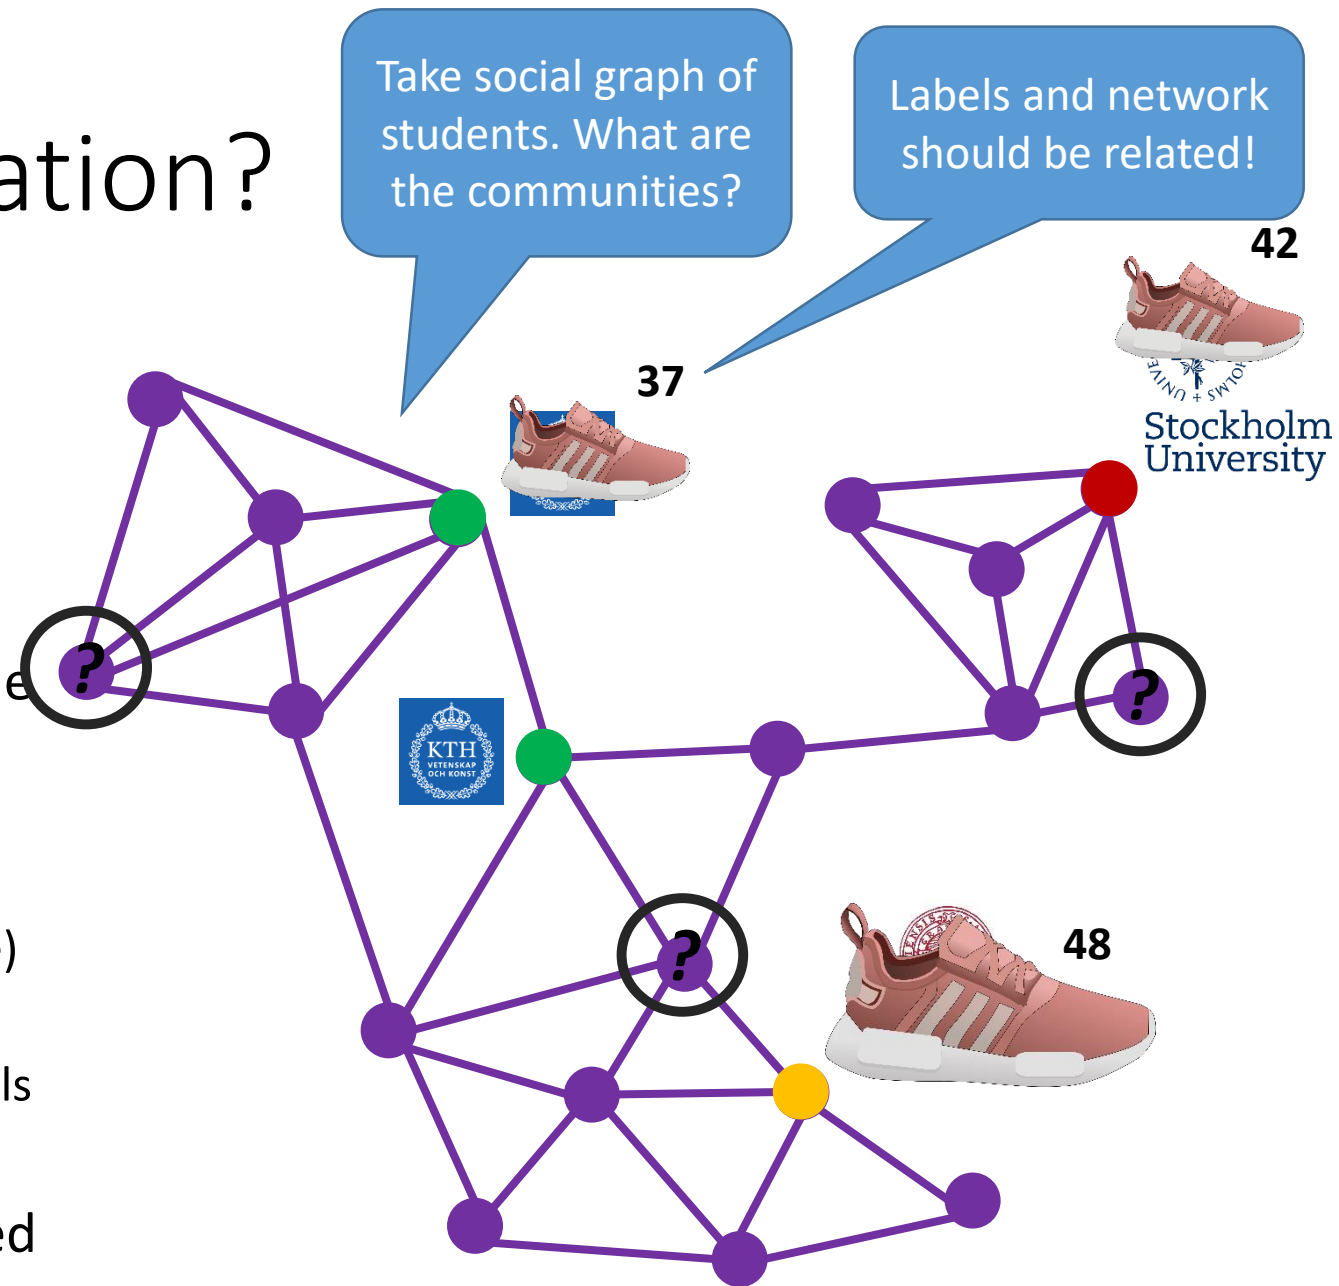 Take social graph of
students. What are
the communities?
Labels and network
should be related!
ation?
42
37
Stockholm
University
?
e
?
KTH
VETENSKAP
OCH KONST
?
48
)
ls
ed